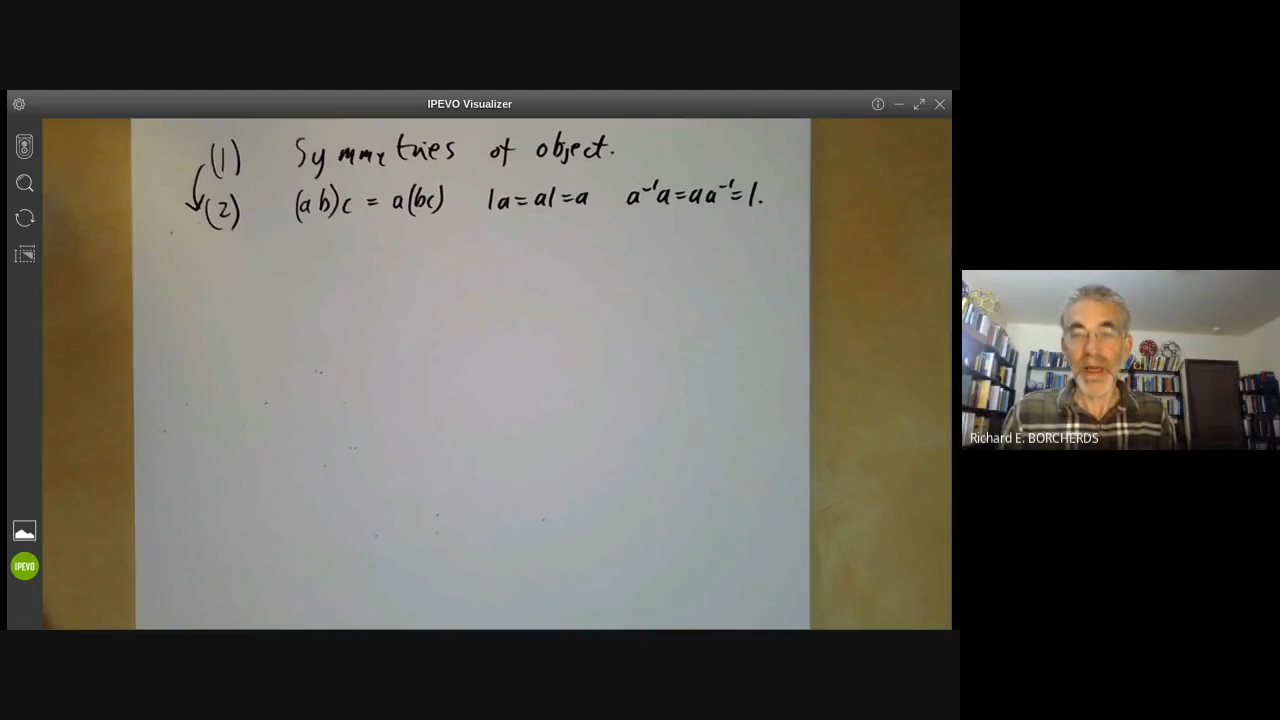 IPEVO Visualizer
(1) Symmetries of object.
(2) (ab)c = a(bc) 1a = a1 = a a⁻¹a = aa⁻¹ = 1.
Richard E. BORCHERDS
IPEVO